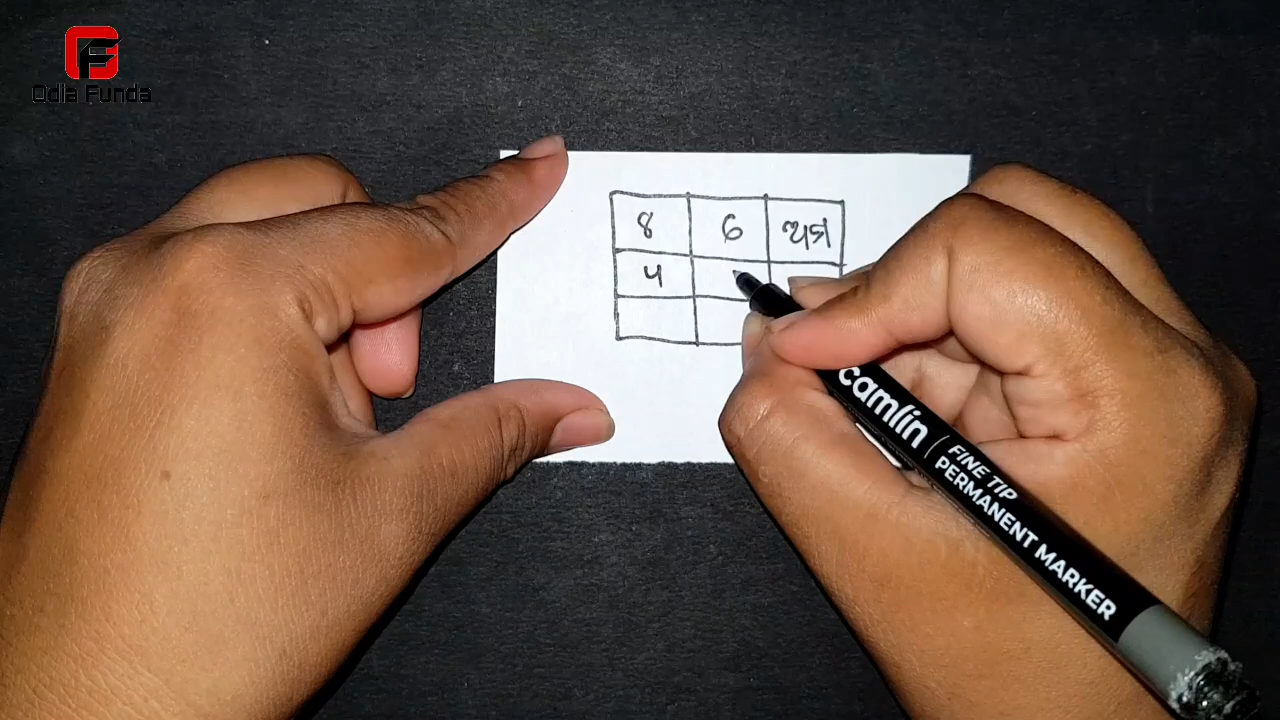 Odia Funda
8 6
4
camlin
FINE TIP
PERMANENT MARKER